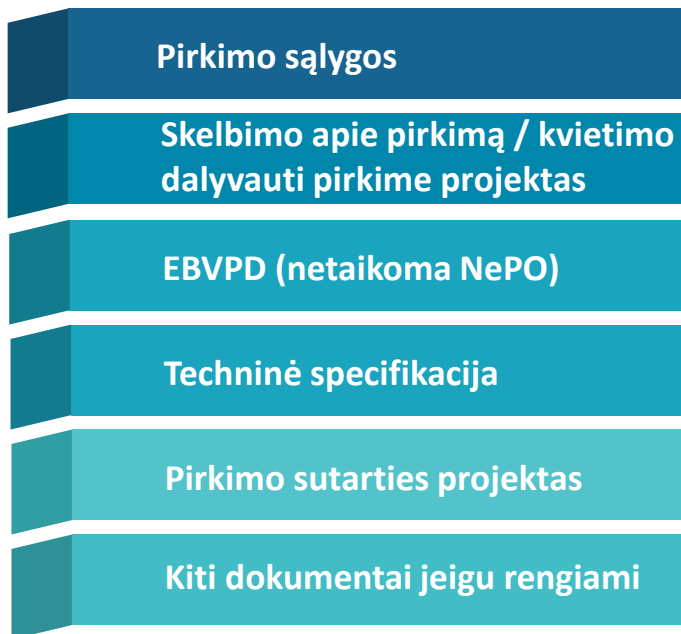 Pirkimo sąlygos
Skelbimo apie pirkimą / kvietimo
dalyvauti pirkime projektas
EBVPD (netaikoma NePO)
Techninė specifikacija
Pirkimo sutarties projektas
Kiti dokumentai jeigu rengiami